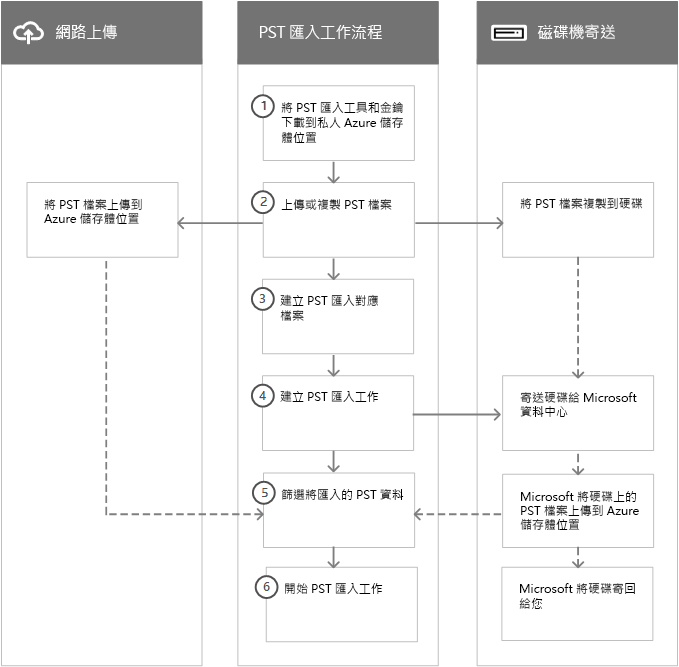 網路上傳
PST 匯入工作流程
磁碟機寄送
1
將 PST 匯入工具和金鑰
下載到私人 Azure 儲存
體位置
將 PST 檔案上傳到
Azure 儲存體位置
2
上傳或複製 PST 檔案
將 PST 檔案複製到硬碟
3
建立 PST 匯入對應
檔案
4
建立 PST 匯入工作
寄送硬碟給 Microsoft
資料中心
5
篩選將匯入的 PST 資料
Microsoft 將硬碟上的
PST 檔案上傳到 Azure
儲存體位置
6
開始 PST 匯入工作
Microsoft 將硬碟寄回
給您